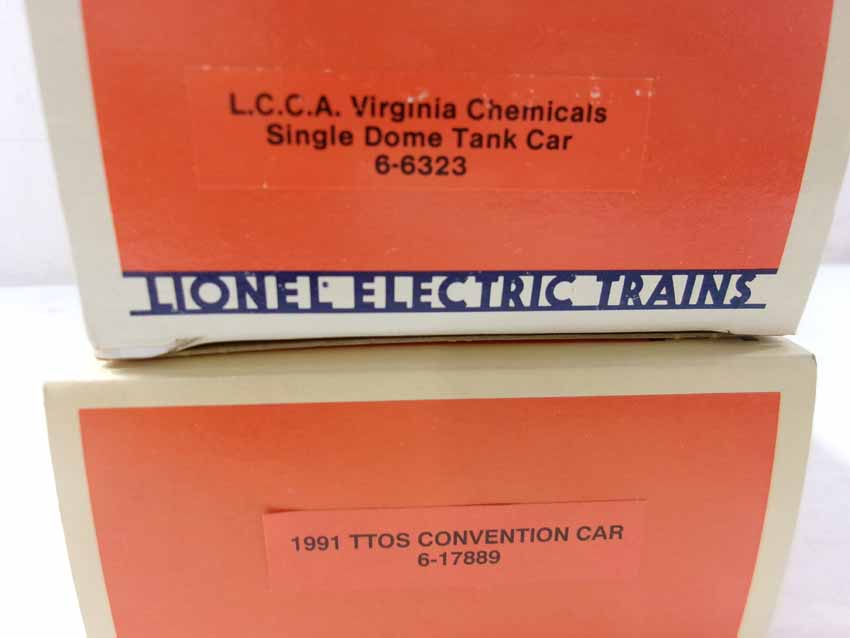 L.C.C.A. Virginia Chemicals
Single Dome Tank Car
6-6323
LIONEL ELECTRIC TRAINS
1991 TTOS CONVENTION CAR
6-17889